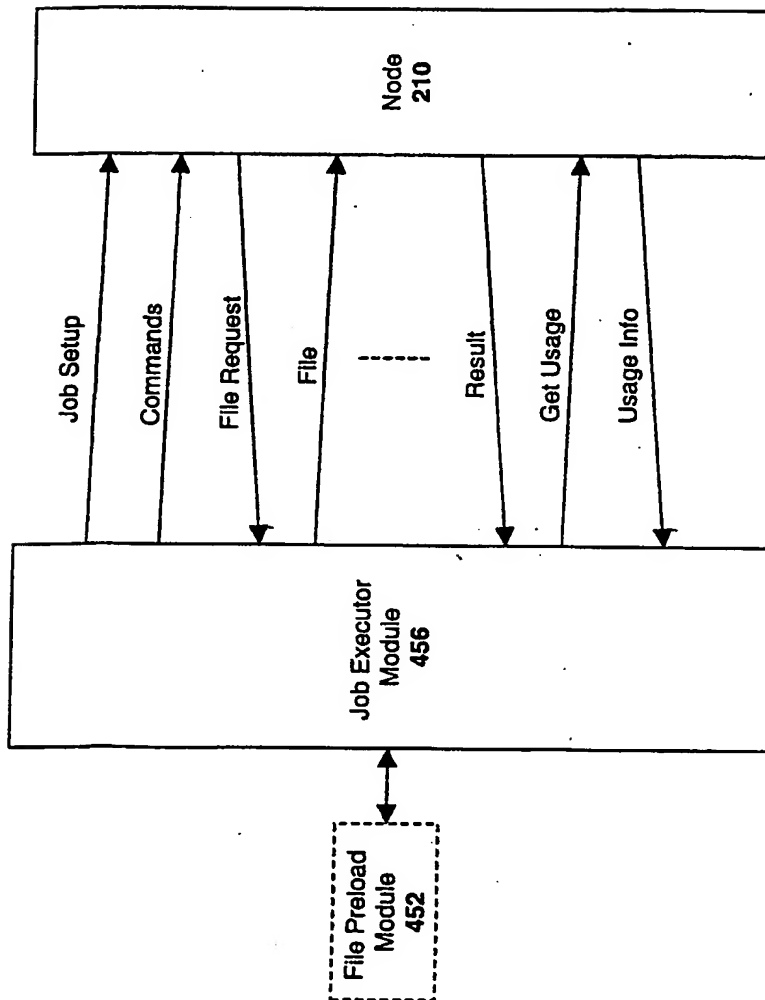 File Preload
Module
452
Job Executor
Module
456
Job Setup
Commands
File Request
File
Result
Get Usage
Usage Info
Node
210